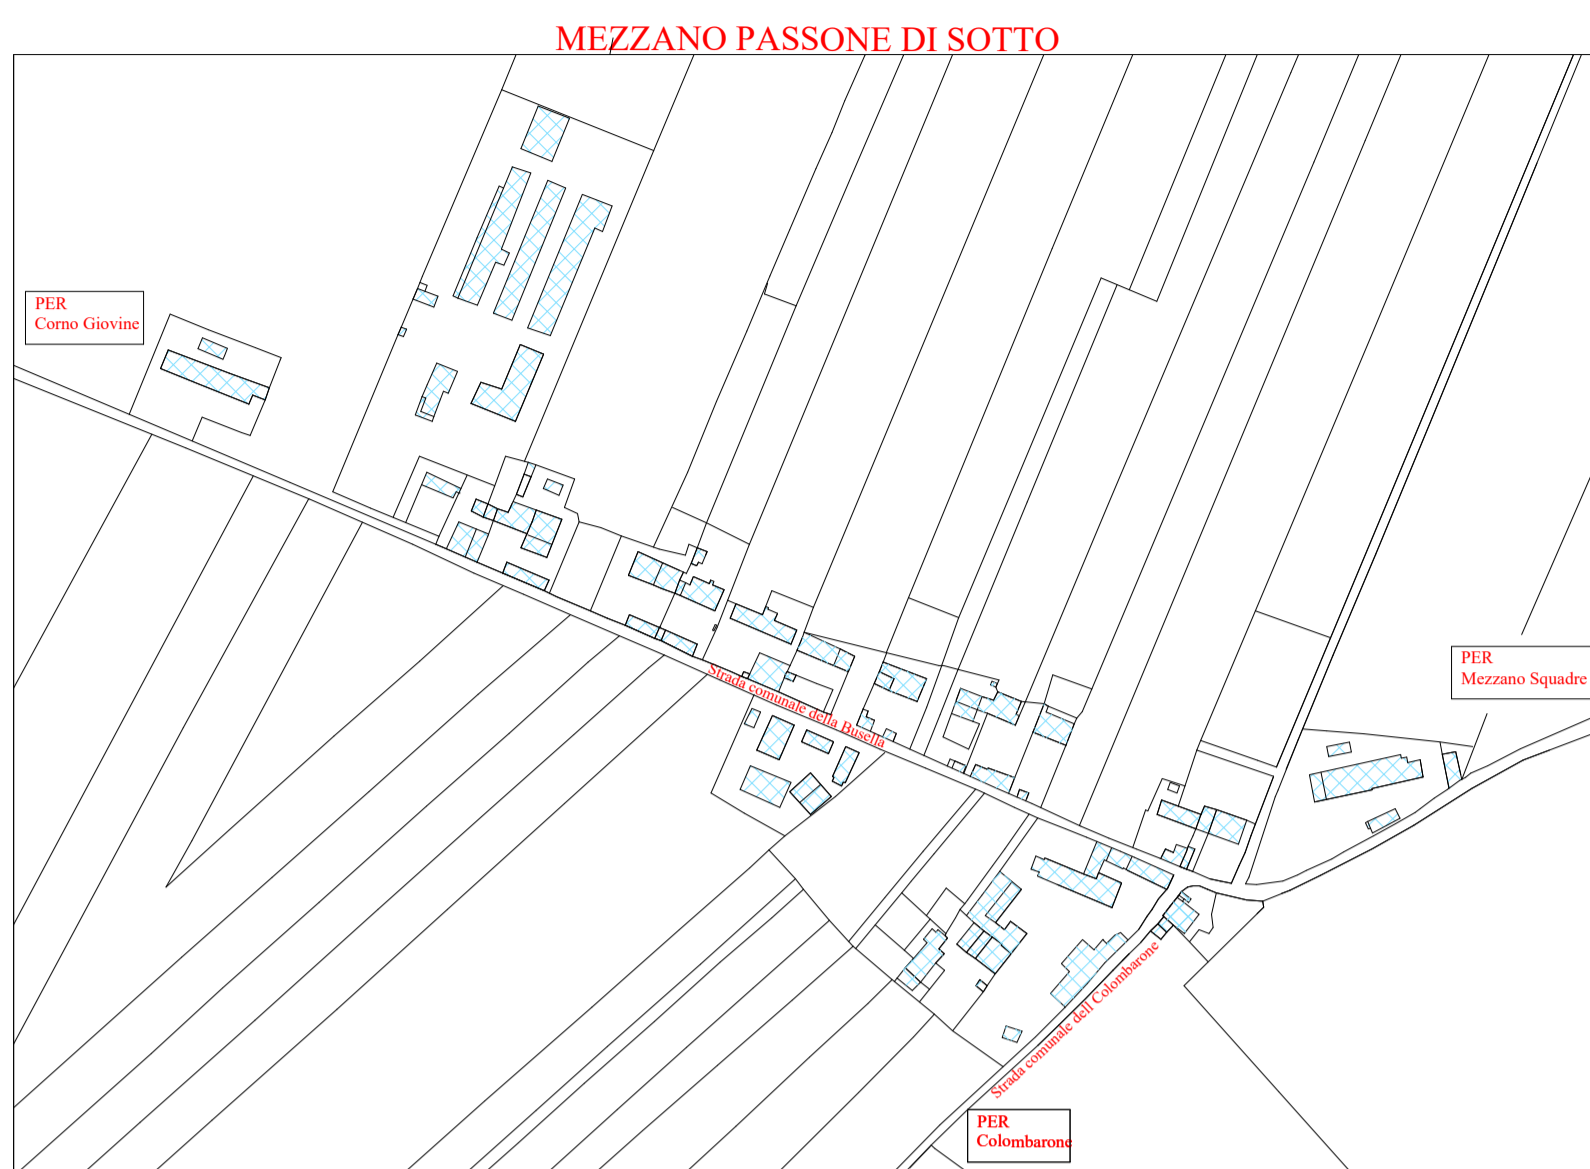 MEZZANO PASSONE DI SOTTO
PER
Corno Giovine
PER
Mezzano Squadre
Strada comunale della Busella
Strada comunale dell Colombarone
PER
Colombarone